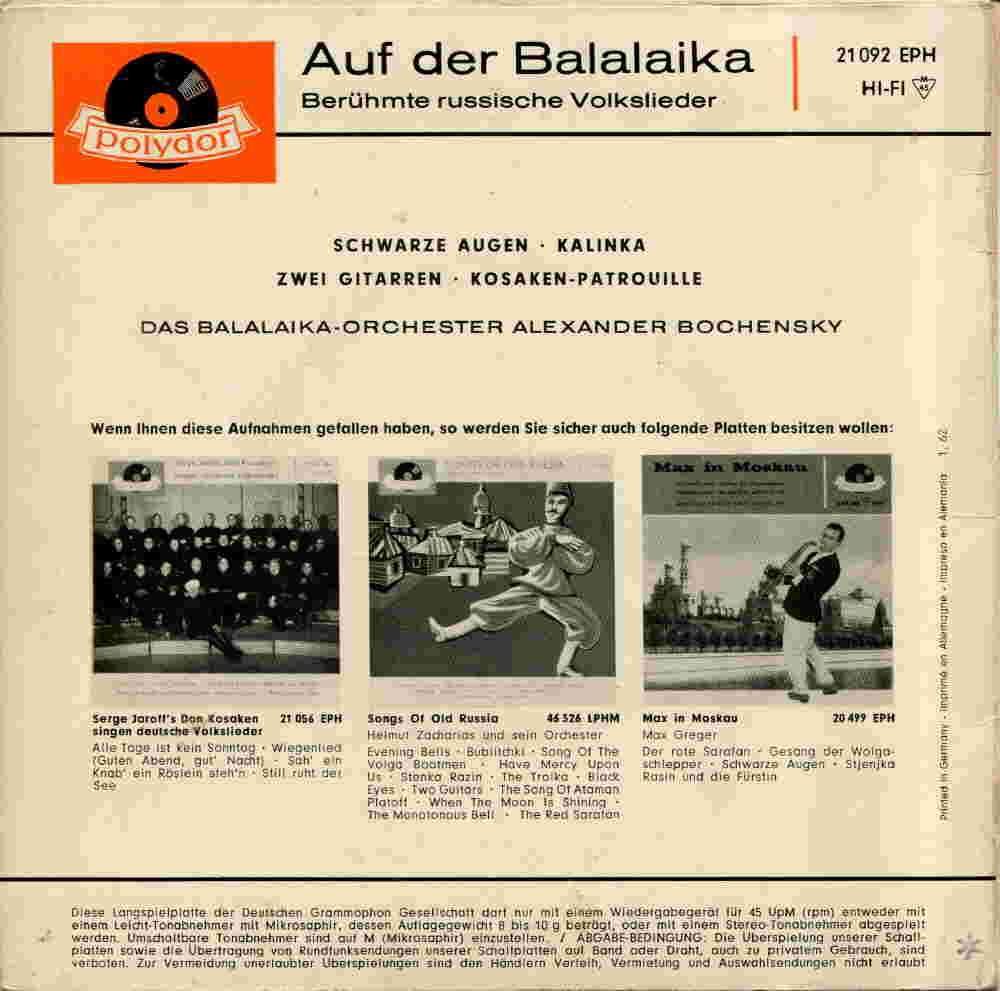 polydor
Auf der Balalaika
Berühmte russische Volkslieder
21 092 EPH
HI-FI M 45
SCHWARZE AUGEN · KALINKA
ZWEI GITARREN · KOSAKEN-PATROUILLE
DAS BALALAIKA-ORCHESTER ALEXANDER BOCHENSKY
Wenn Ihnen diese Aufnahmen gefallen haben, so werden Sie sicher auch folgende Platten besitzen wollen:
Max in Moskau
Serge Jaroff's Don Kosaken 21 056 EPH
singen deutsche Volkslieder
Alle Tage ist kein Sonntag · Wiegenlied
(Guten Abend, gut' Nacht) · Sah' ein
Knab' ein Röslein steh'n · Still ruht der
See
Songs Of Old Russia 46 326 LPHM
Helmut Zacharias und sein Orchester
Evening Bells · Bublitchki · Song Of The
Volga Boatmen · Have Mercy Upon
Us · Stenka Razin · The Troika · Black
Eyes · Two Guitars · The Song Of Ataman
Platoff · When The Moon Is Shining ·
The Monotonous Bell · The Red Sarafan
Max in Moskau 20 499 EPH
Max Greger
Der rote Sarafan · Gesang der Wolga-
schlepper · Schwarze Augen · Stjenjka
Rasin und die Fürstin
Printed in Germany · Imprimé en Allemagne · Impreso en Alemania 1. 62
Diese Langspielplatte der Deutschen Grammophon Gesellschaft darf nur mit einem Wiedergabegerät für 45 UpM (rpm) entweder mit
einem Leicht-Tonabnehmer mit Mikrosaphir, dessen Auflagegewicht 8 bis 10 g beträgt, oder mit einem Stereo-Tonabnehmer abgespielt
werden. Umschaltbare Tonabnehmer sind auf M (Mikrosaphir) einzustellen. / ABGABE-BEDINGUNG: Die Überspielung unserer Schall-
platten sowie die Übertragung von Rundfunksendungen unserer Schallplatten auf Band oder Draht, auch zu privatem Gebrauch, sind
verboten. Zur Vermeidung unerlaubter Überspielungen sind den Händlern Verleih, Vermietung und Auswahlsendungen nicht erlaubt